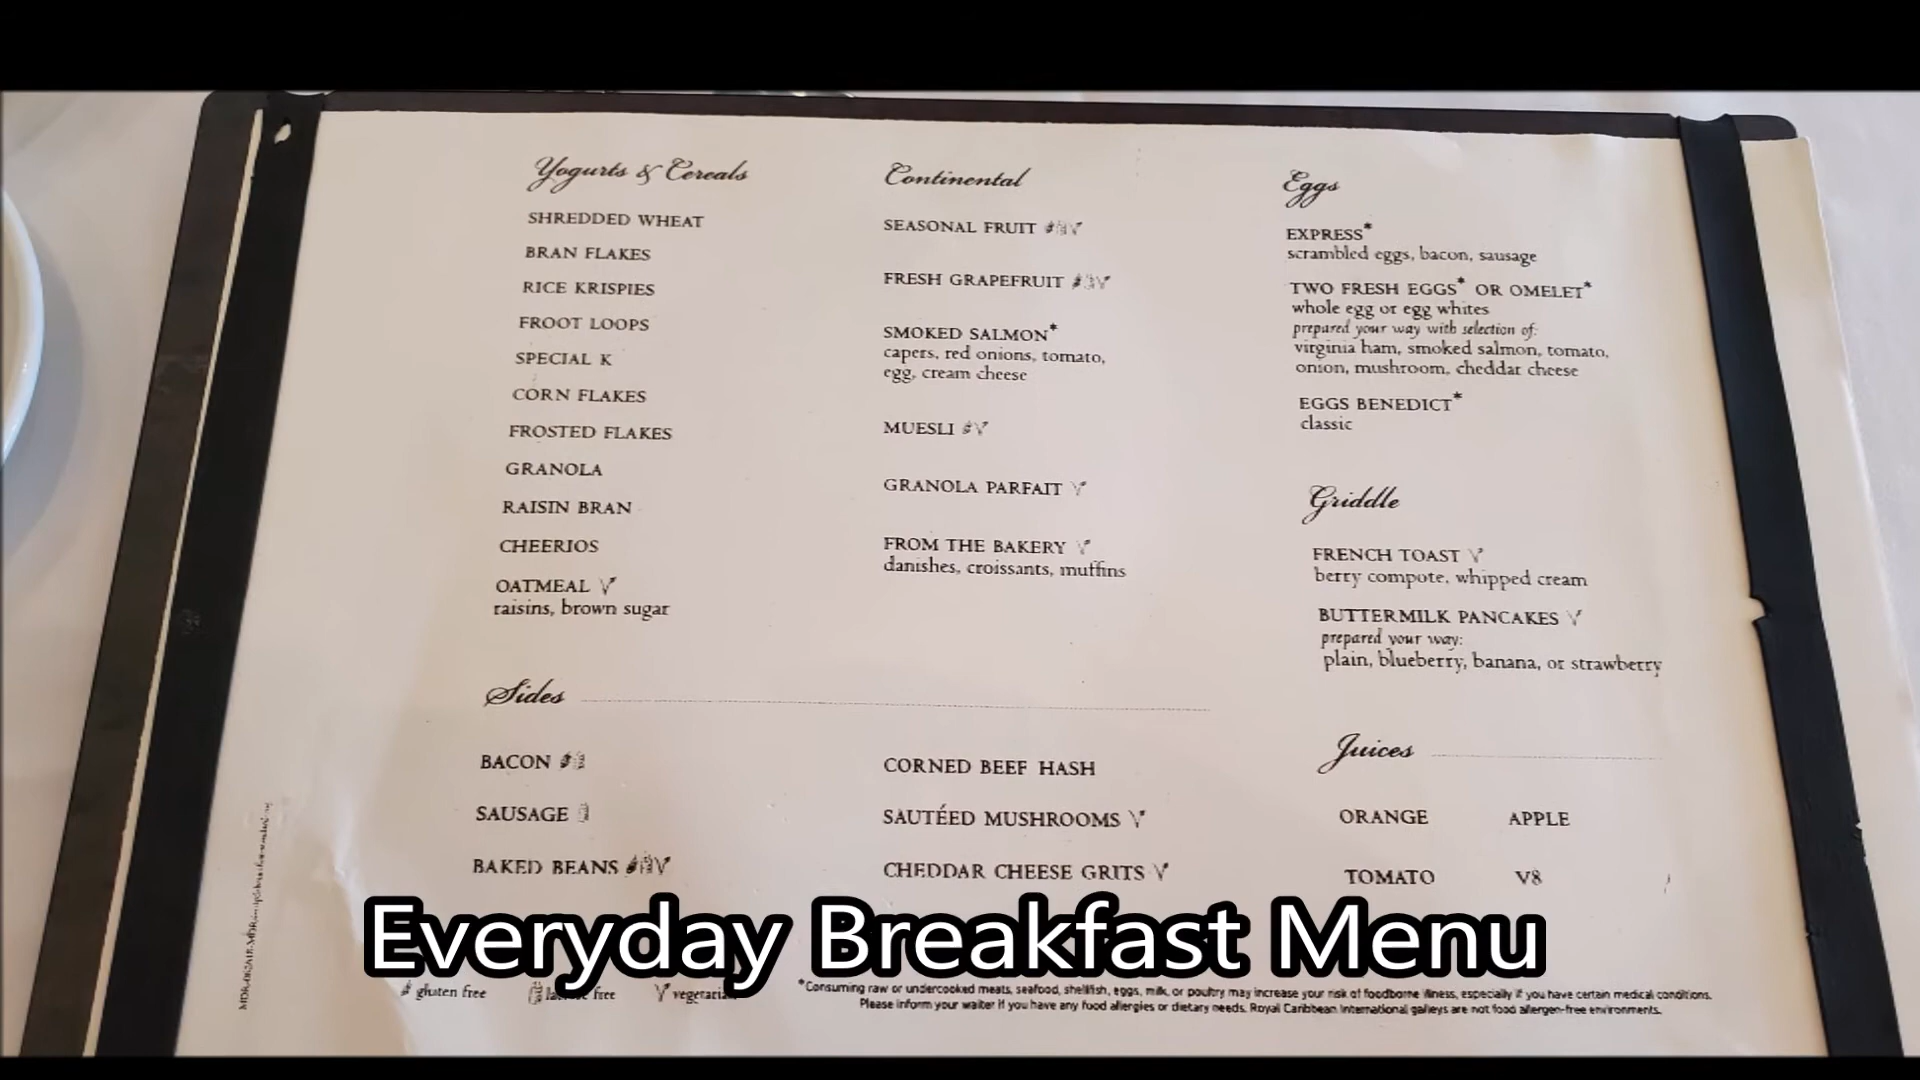 Yogurts & Cereals
SHREDDED WHEAT
BRAN FLAKES
RICE KRISPIES
FROOT LOOPS
SPECIAL K
CORN FLAKES
FROSTED FLAKES
GRANOLA
RAISIN BRAN
CHEERIOS
OATMEAL
raisins, brown sugar
Continental
SEASONAL FRUIT
FRESH GRAPEFRUIT
SMOKED SALMON*
capers, red onions, tomato,
egg, cream cheese
MUESLI
GRANOLA PARFAIT
FROM THE BAKERY
danishes, croissants, muffins
Eggs
EXPRESS*
scrambled eggs, bacon, sausage
TWO FRESH EGGS* OR OMELET*
whole egg or egg whites
prepared your way with selection of:
virginia ham, smoked salmon, tomato,
onion, mushroom, cheddar cheese
EGGS BENEDICT*
classic
Griddle
FRENCH TOAST
berry compote, whipped cream
BUTTERMILK PANCAKES
prepared your way:
plain, blueberry, banana, or strawberry
Sides
BACON
SAUSAGE
BAKED BEANS
CORNED BEEF HASH
SAUTÉED MUSHROOMS
CHEDDAR CHEESE GRITS
Juices
ORANGE APPLE
TOMATO V8
Everyday Breakfast Menu
gluten free free vegetarian
*Consuming raw or undercooked meats, seafood, shellfish, eggs, milk, or poultry may increase your risk of foodborne illness, especially if you have certain medical conditions.
Please inform your waiter if you have any food allergies or dietary needs. Royal Caribbean International galleys are not food allergen-free environments.